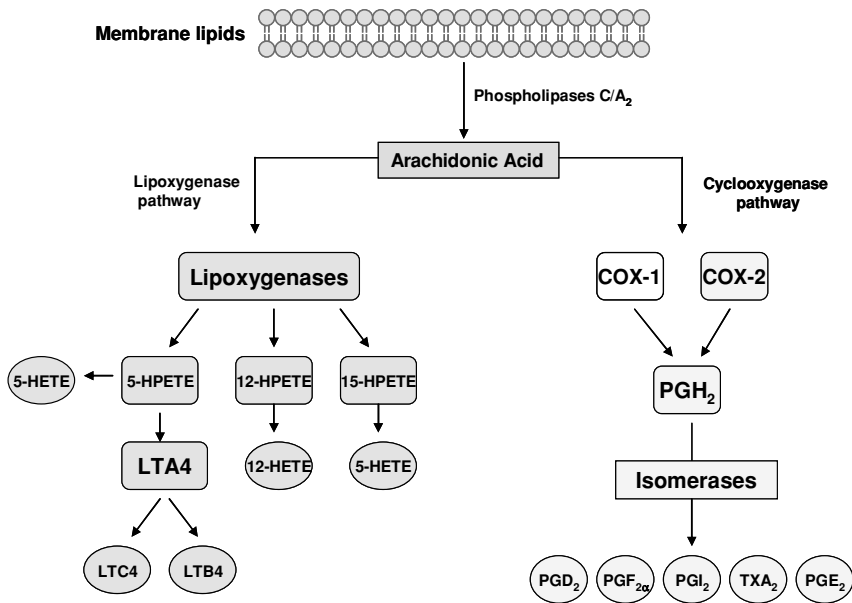 Membrane lipids
Phospholipases C/A₂
Arachidonic Acid
Lipoxygenase
pathway
Cyclooxygenase
pathway
Lipoxygenases
COX-1
COX-2
5-HETE
5-HPETE
12-HPETE
15-HPETE
PGH₂
LTA4
12-HETE
5-HETE
Isomerases
LTC4
LTB4
PGD₂
PGF₂α
PGI₂
TXA₂
PGE₂